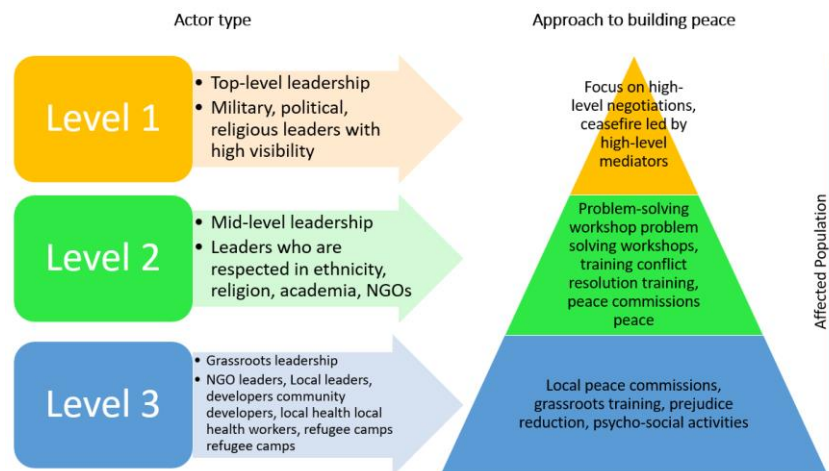 Actor type
Approach to building peace
Level 1
• Top-level leadership
• Military, political,
religious leaders with
high visibility
Focus on high-
level negotiations,
ceasefire led by
high-level
mediators
Level 2
• Mid-level leadership
• Leaders who are
respected in ethnicity,
religion, academia, NGOs
Problem-solving
workshop problem
solving workshops,
training conflict
resolution training,
peace commissions
peace
Level 3
• Grassroots leadership
• NGO leaders, Local leaders,
developers community
developers, local health local
health workers, refugee camps
refugee camps
Local peace commissions,
grassroots training, prejudice
reduction, psycho-social activities
Affected Population